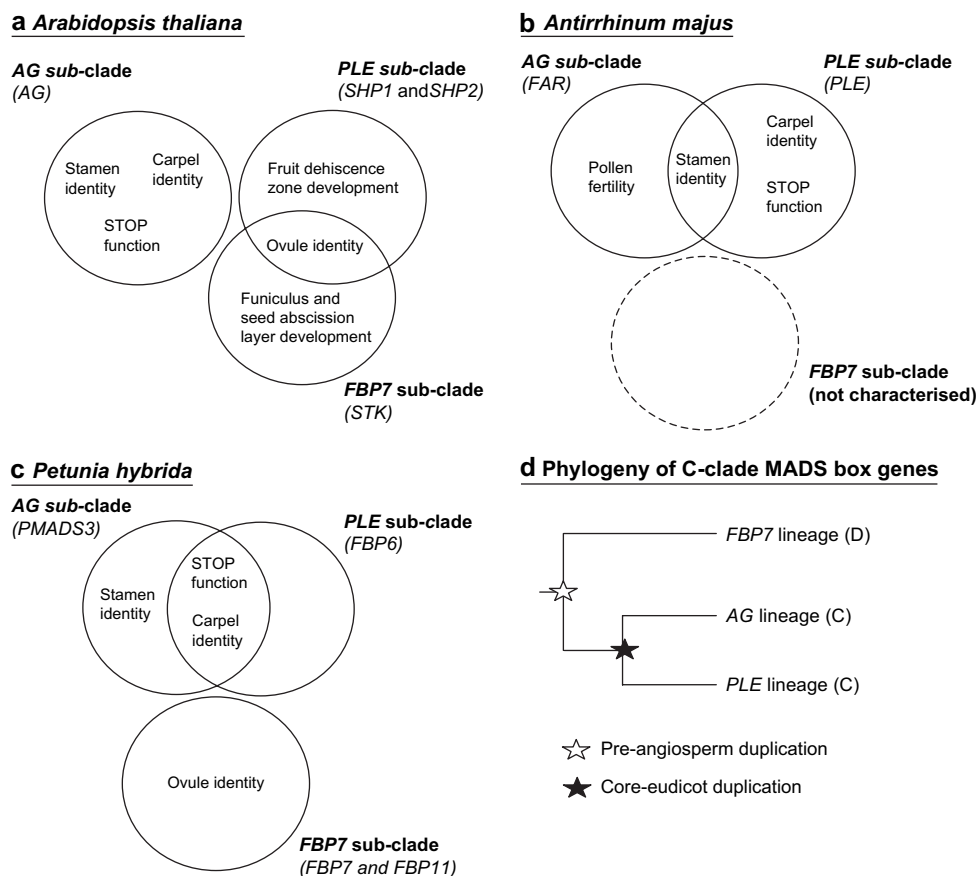 a Arabidopsis thaliana
AG sub-clade
(AG)
PLE sub-clade
(SHP1 andSHP2)
Stamen
identity
Carpel
identity
STOP
function
Fruit dehiscence
zone development
Ovule identity
Funiculus and
seed abscission
layer development
FBP7 sub-clade
(STK)
b Antirrhinum majus
AG sub-clade
(FAR)
PLE sub-clade
(PLE)
Pollen
fertility
Stamen
identity
Carpel
identity
STOP
function
FBP7 sub-clade
(not characterised)
c Petunia hybrida
AG sub-clade
(PMADS3)
PLE sub-clade
(FBP6)
Stamen
identity
STOP
function
Carpel
identity
Ovule identity
FBP7 sub-clade
(FBP7 and FBP11)
d Phylogeny of C-clade MADS box genes
FBP7 lineage (D)
AG lineage (C)
PLE lineage (C)
Pre-angiosperm duplication
Core-eudicot duplication